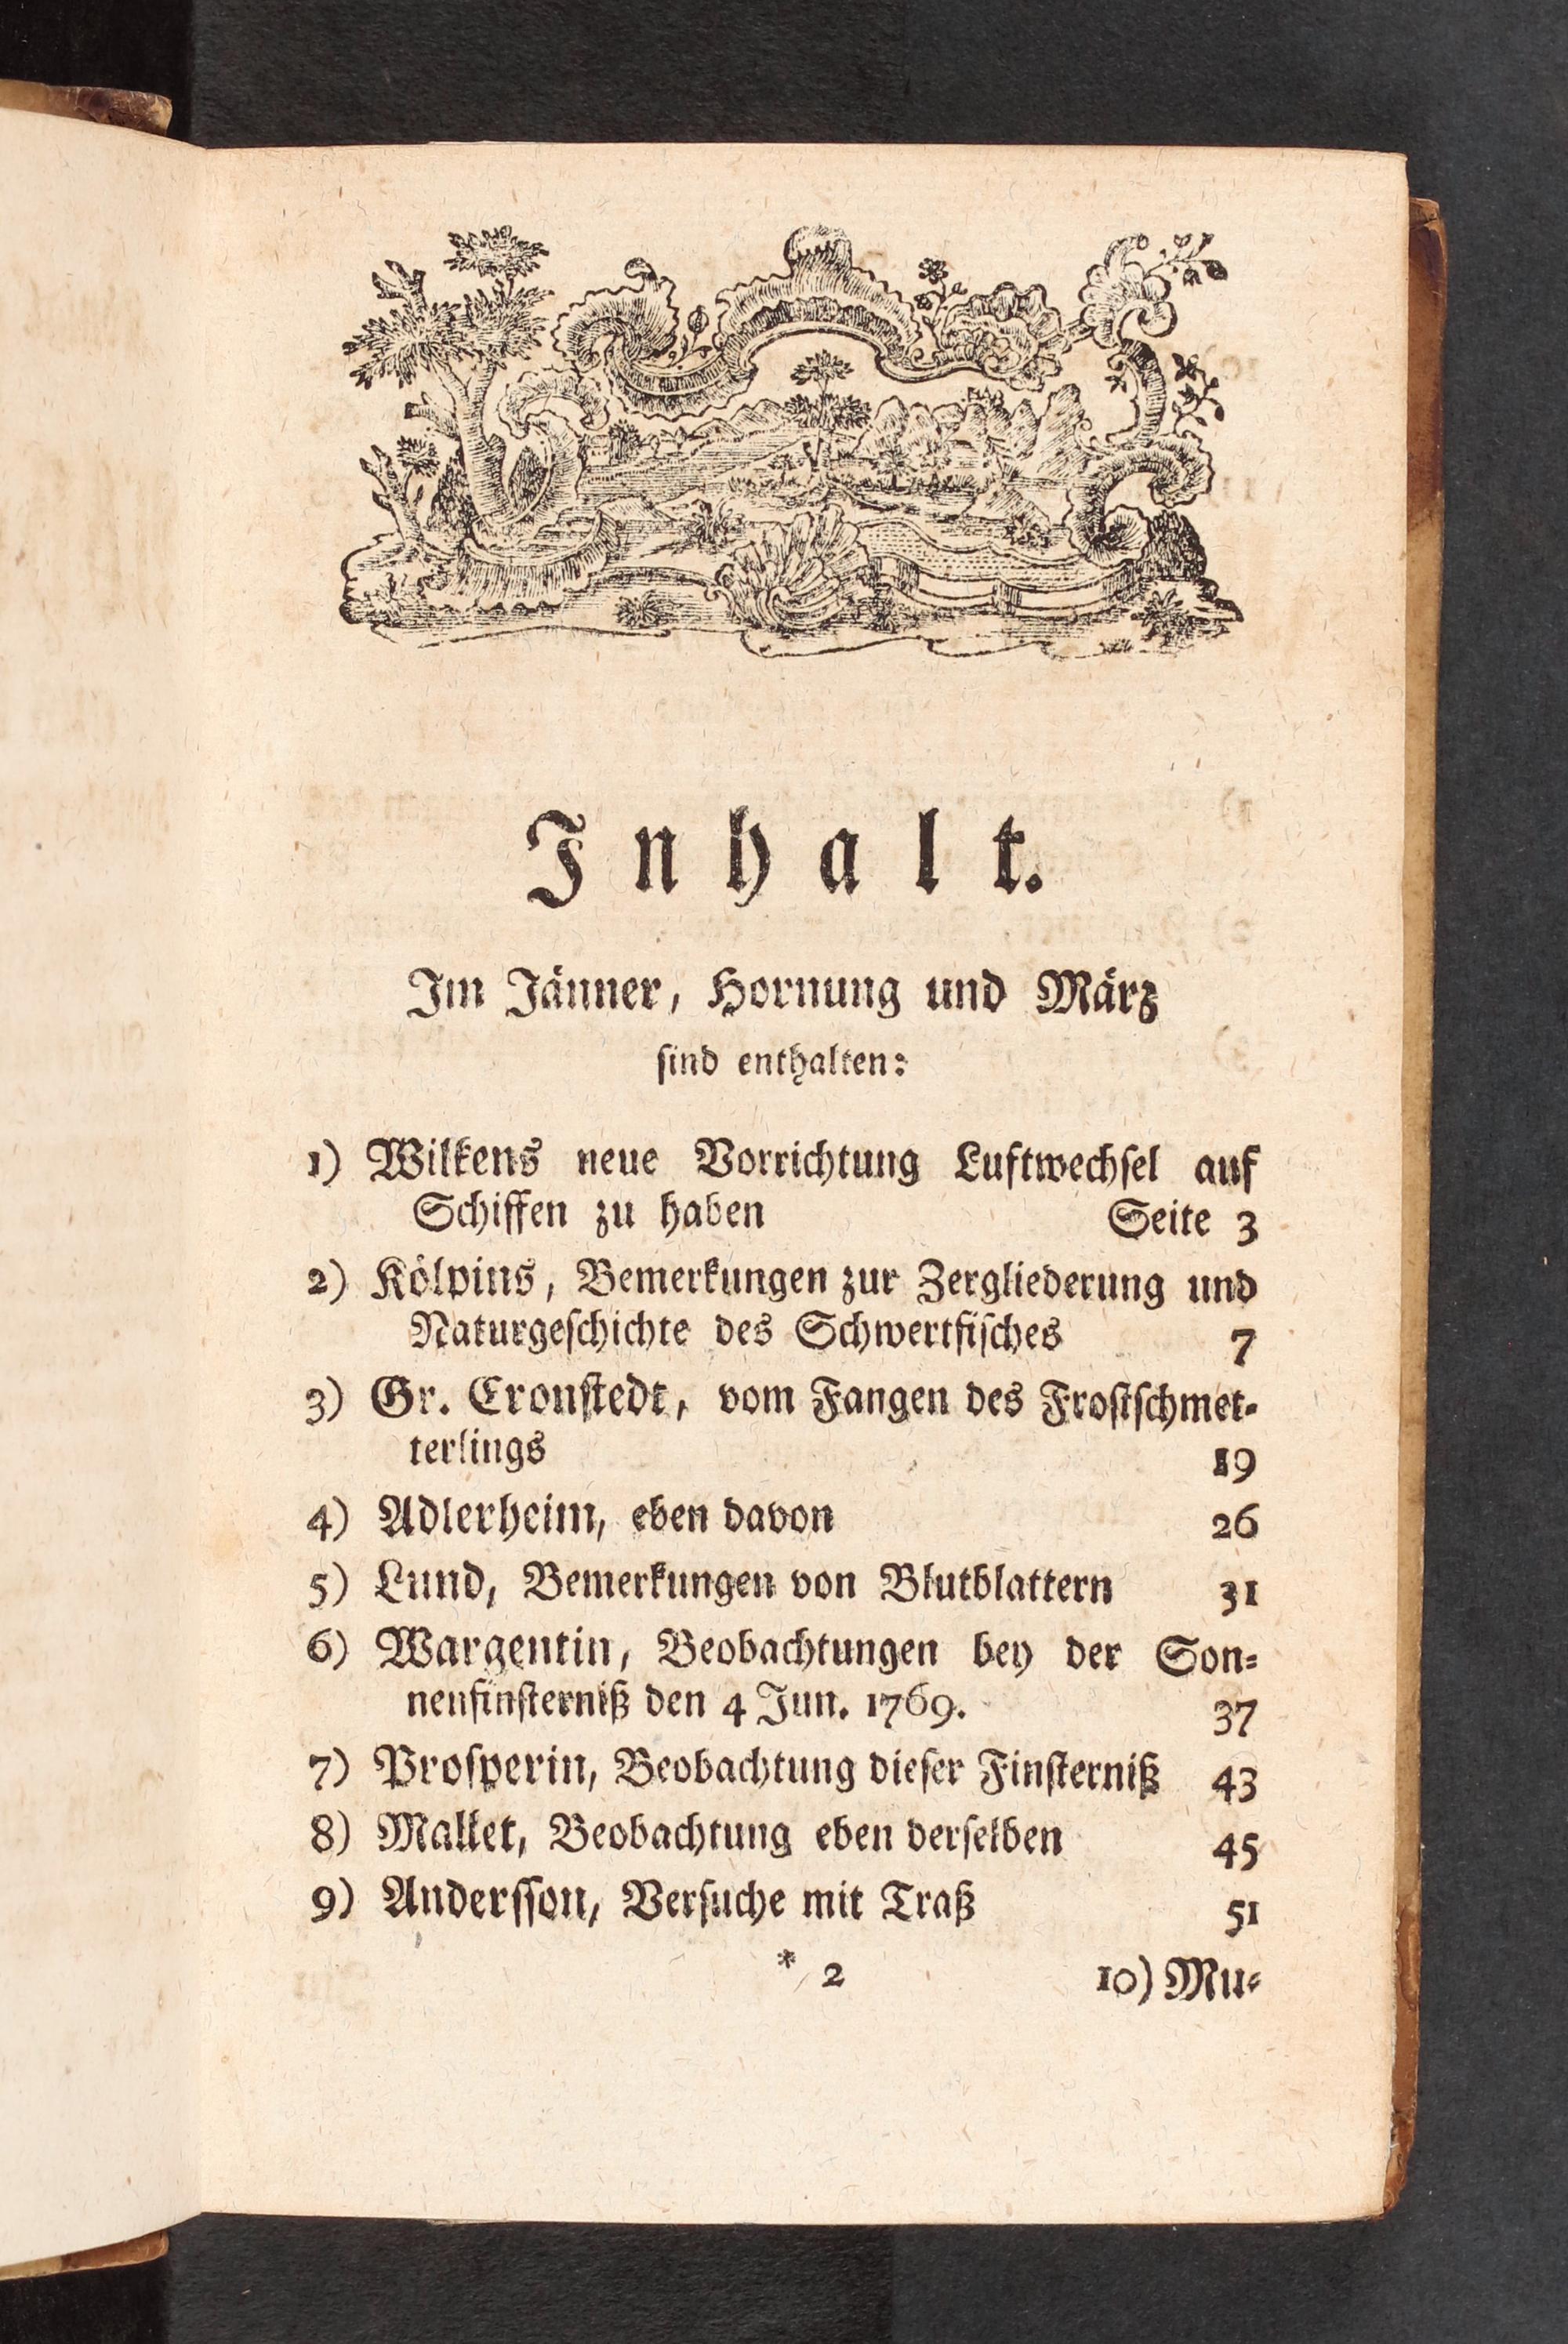 Inhalt.
Im Jänner, Hornung und März
ſind enthalten:
1) Wilkens neue Vorrichtung Luftwechſel auf
Schiffen zu haben Seite 3
2) Kölpins, Bemerkungen zur Zergliederung und
Naturgeſchichte des Schwertfiſches 7
3) Gr. Cronſtedt, vom Fangen des Froſtſchmet-
terlings 19
4) Adlerheim, eben davon 26
5) Lund, Bemerkungen von Blutblattern 31
6) Wargentin, Beobachtungen bey der Son-
nenfinſterniß den 4 Jun. 1769. 37
7) Proſperin, Beobachtung dieſer Finſterniß 43
8) Mallet, Beobachtung eben derſelben 45
9) Anderſſon, Verſuche mit Traß 51
* 2 10) Mu-